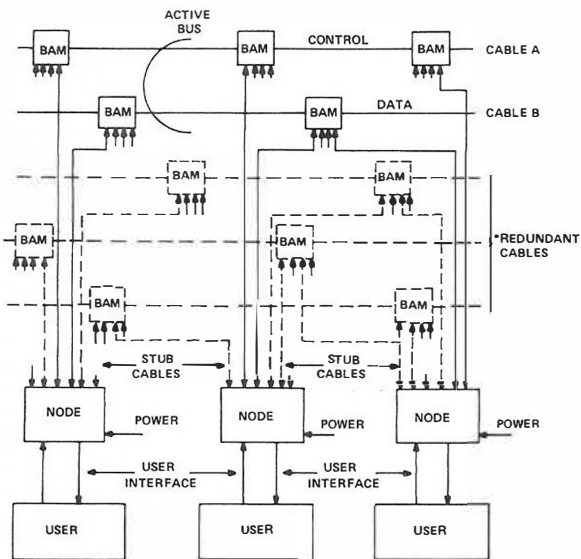 ACTIVE
BUS
BAM
BAM
CONTROL
BAM
CABLE A
BAM
BAM
DATA
CABLE B
BAM
BAM
BAM
BAM
*REDUNDANT
CABLES
BAM
BAM
STUB
CABLES
STUB
CABLES
NODE
POWER
NODE
POWER
NODE
POWER
USER
INTERFACE
USER
INTERFACE
USER
USER
USER